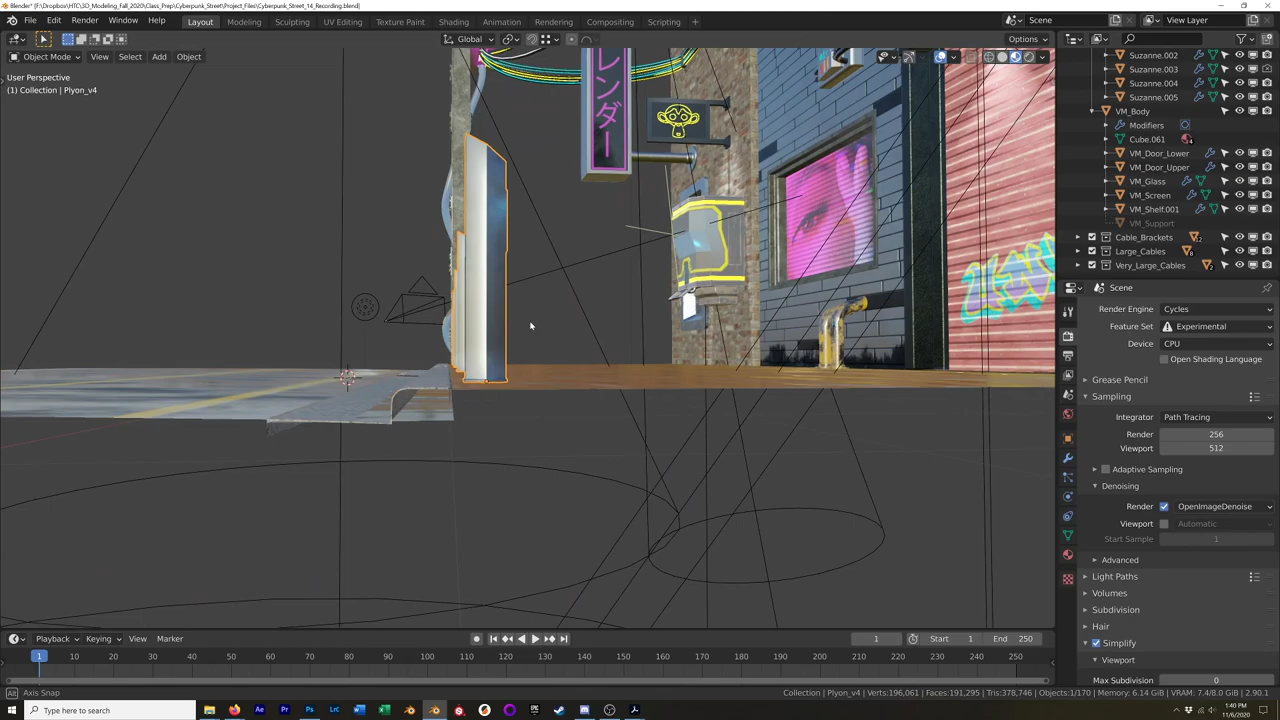 Blender* [F:\Dropbox\HTC\3D_Modeling_Fall_2020\Class_Prep\Cyberpunk_Street\Project_Files\Cyberpunk_Street_14_Recording.blend]
File Edit Render Window Help Layout Modeling Sculpting UV Editing Texture Paint Shading Animation Rendering Compositing Scripting + Scene View Layer
Global Options
Object Mode View Select Add Object
User Perspective
(1) Collection | Plyon_v4
レンダー
Suzanne.002
Suzanne.003
Suzanne.004
Suzanne.005
VM_Body
Modifiers
Cube.061 4
VM_Door_Lower
VM_Door_Upper
VM_Glass
VM_Screen
VM_Shelf.001
VM_Support
Cable_Brackets 12
Large_Cables 8
Very_Large_Cables 2
Scene
Render Engine Cycles
Feature Set Experimental
Device CPU
Open Shading Language
Grease Pencil
Sampling
Integrator Path Tracing
Render 256
Viewport 512
Adaptive Sampling
Denoising
Render OpenImageDenoise
Viewport Automatic
Start Sample 1
Advanced
Light Paths
Volumes
Subdivision
Hair
Simplify
Viewport
Max Subdivision 0
Playback Keying View Marker 1 Start 1 End 250
1 10 20 30 40 50 60 70 80 90 100 110 120 130 140 150 160 170 180 190 200 210 220 230 240 250
Alt Axis Snap Collection | Plyon_v4 | Verts:196,061 | Faces:191,295 | Tris:378,746 | Objects:1/170 | Memory: 6.14 GiB | VRAM: 7.4/8.0 GiB | 2.90.1
Type here to search
1:40 PM
11/6/2020